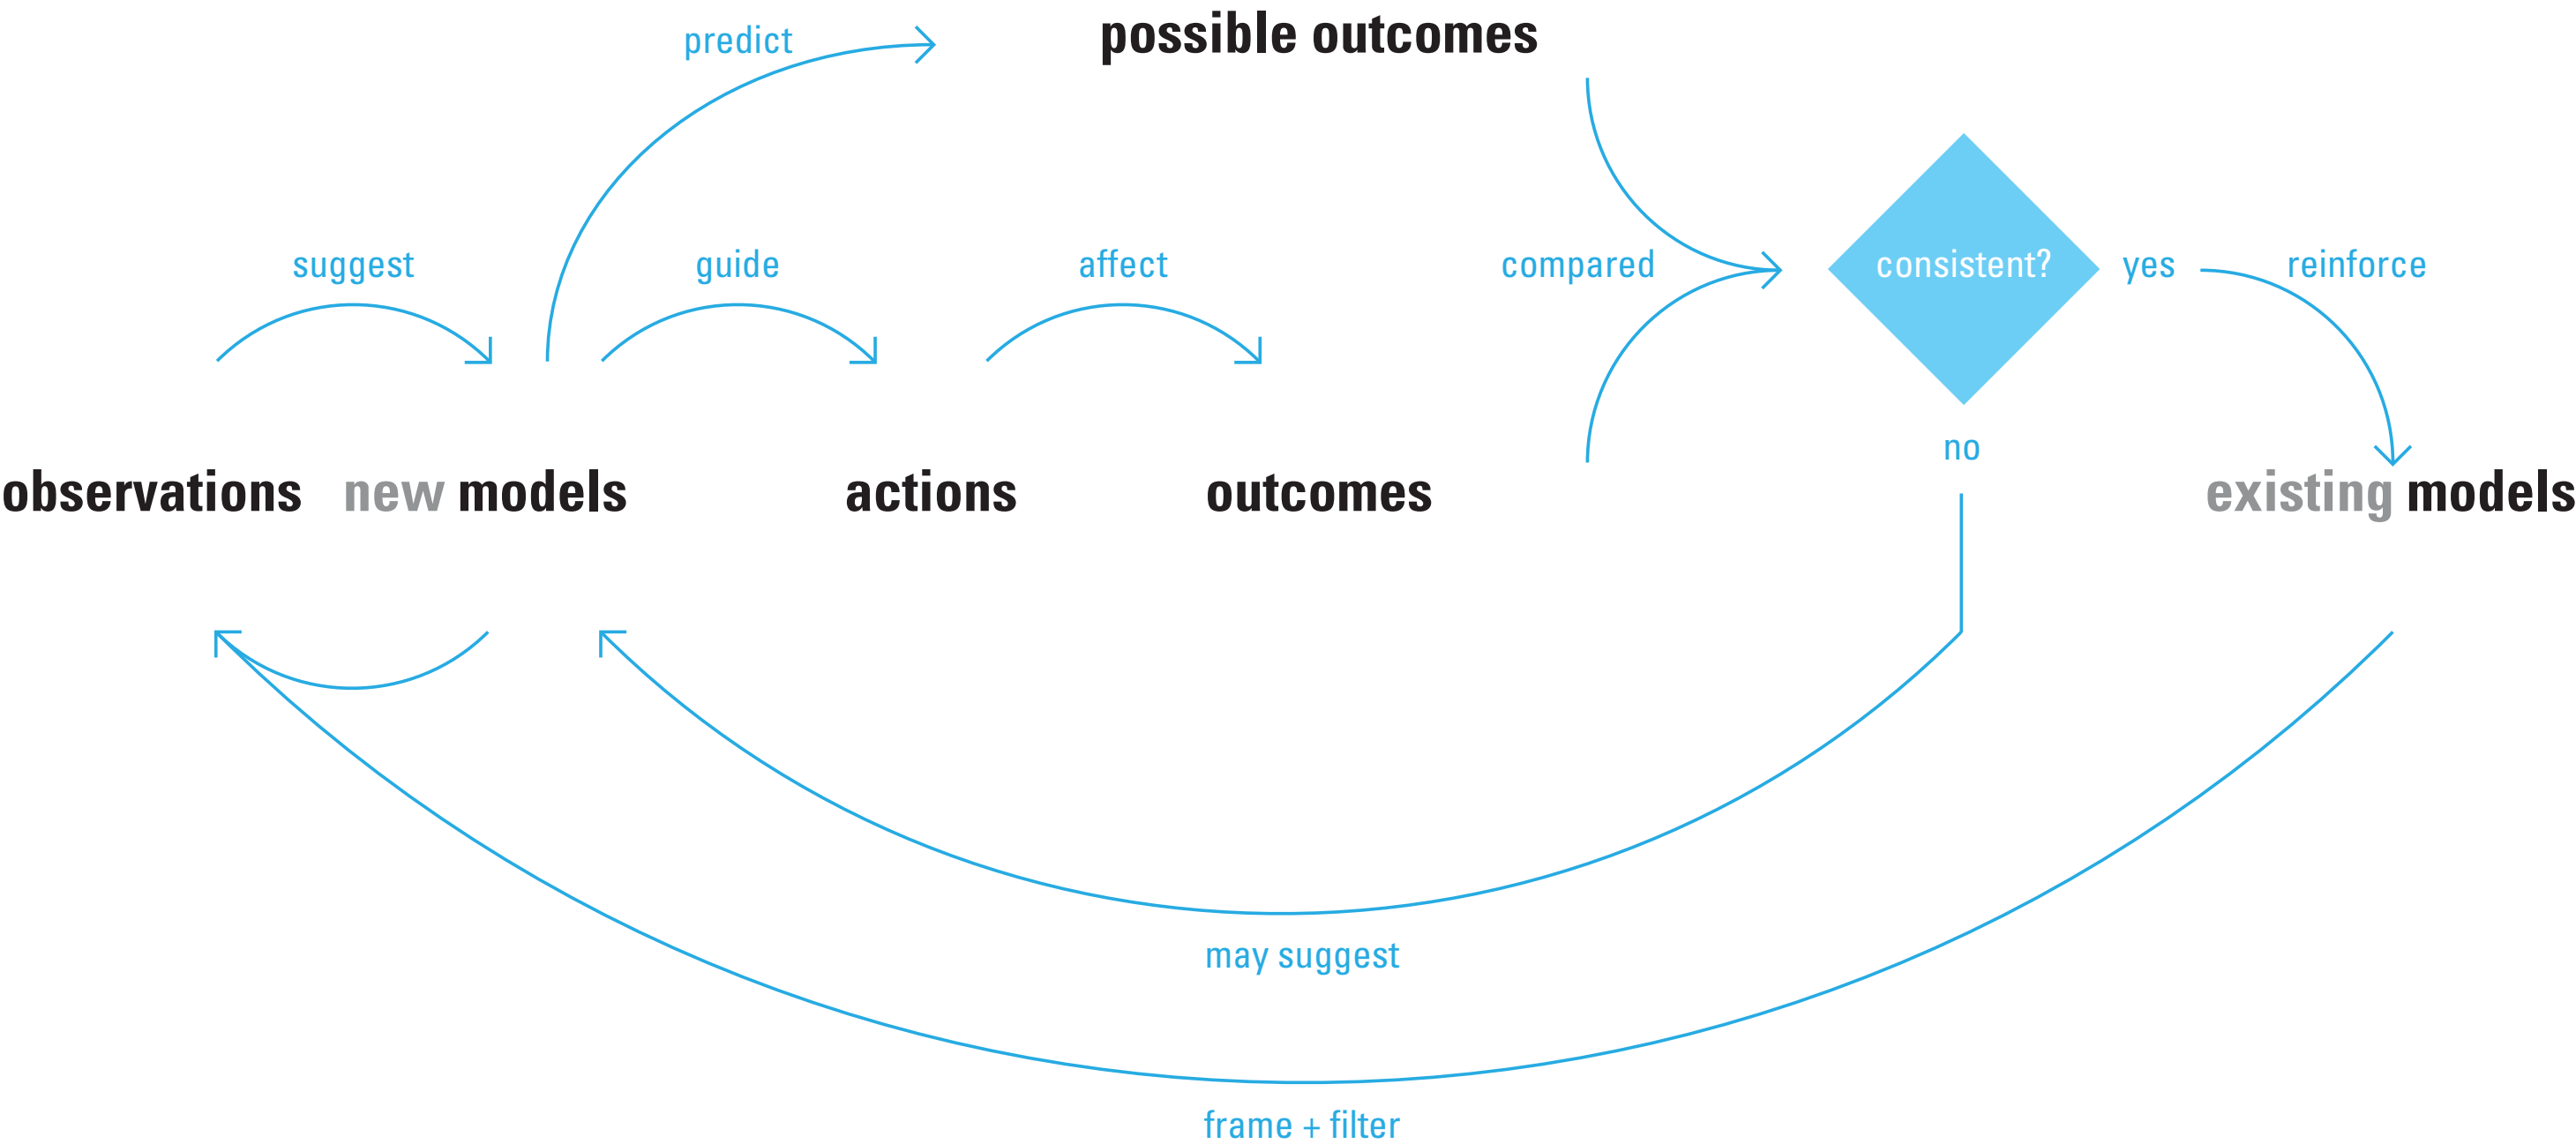 possible outcomes
predict
suggest
guide
affect
compared
consistent?
yes
reinforce
no
observations
new models
actions
outcomes
existing models
may suggest
frame + filter